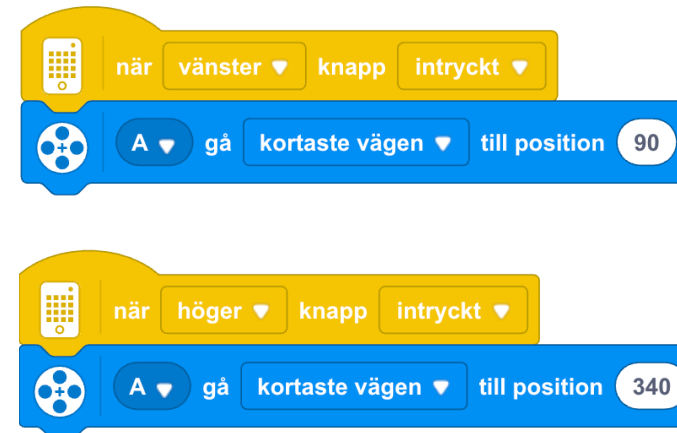 när vänster knapp intryckt
A gå kortaste vägen till position 90
när höger knapp intryckt
A gå kortaste vägen till position 340